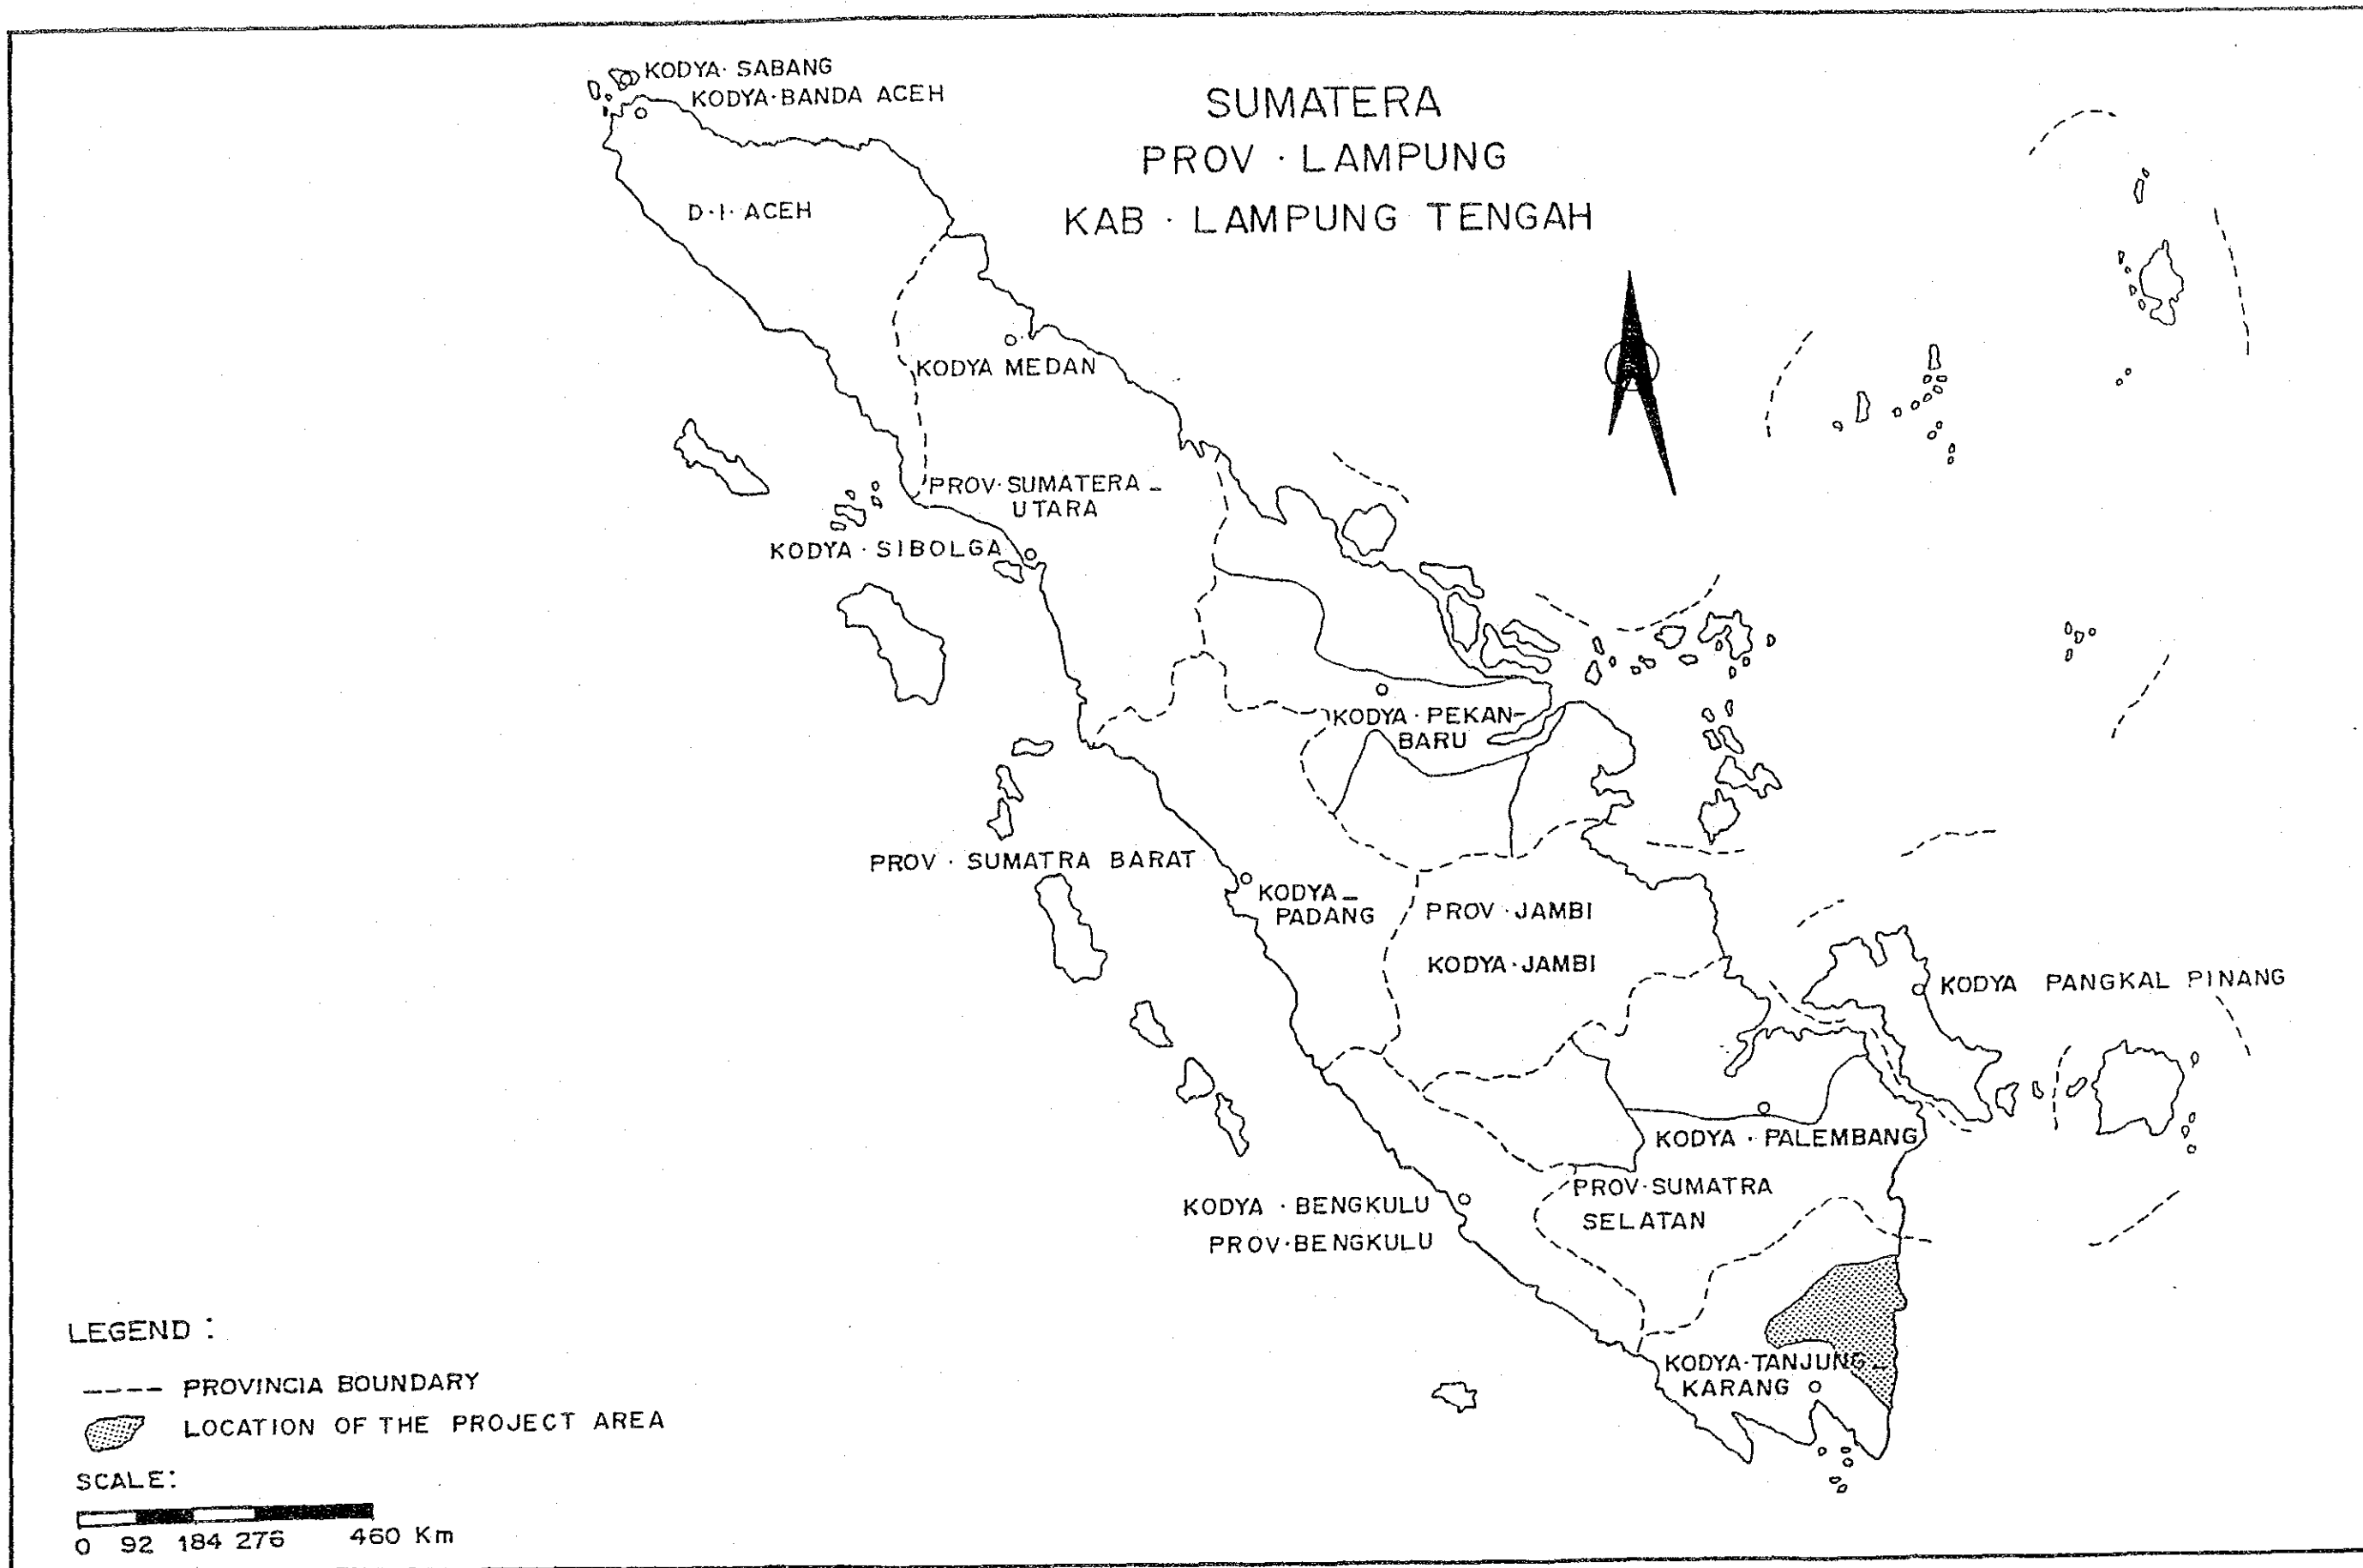 KODYA · SABANG
KODYA · BANDA ACEH
SUMATERA
PROV · LAMPUNG
KAB · LAMPUNG TENGAH
D·I· ACEH
KODYA MEDAN
PROV·SUMATERA –
UTARA
KODYA · SIBOLGA
KODYA · PEKAN–
BARU
PROV · SUMATRA BARAT
KODYA –
PADANG
PROV · JAMBI
KODYA · JAMBI
KODYA PANGKAL PINANG
KODYA · PALEMBANG
PROV·SUMATRA
SELATAN
KODYA · BENGKULU
PROV·BENGKULU
KODYA·TANJUNG –
KARANG
LEGEND :
PROVINCIA BOUNDARY
LOCATION OF THE PROJECT AREA
SCALE:
0 92 184 276 460 Km